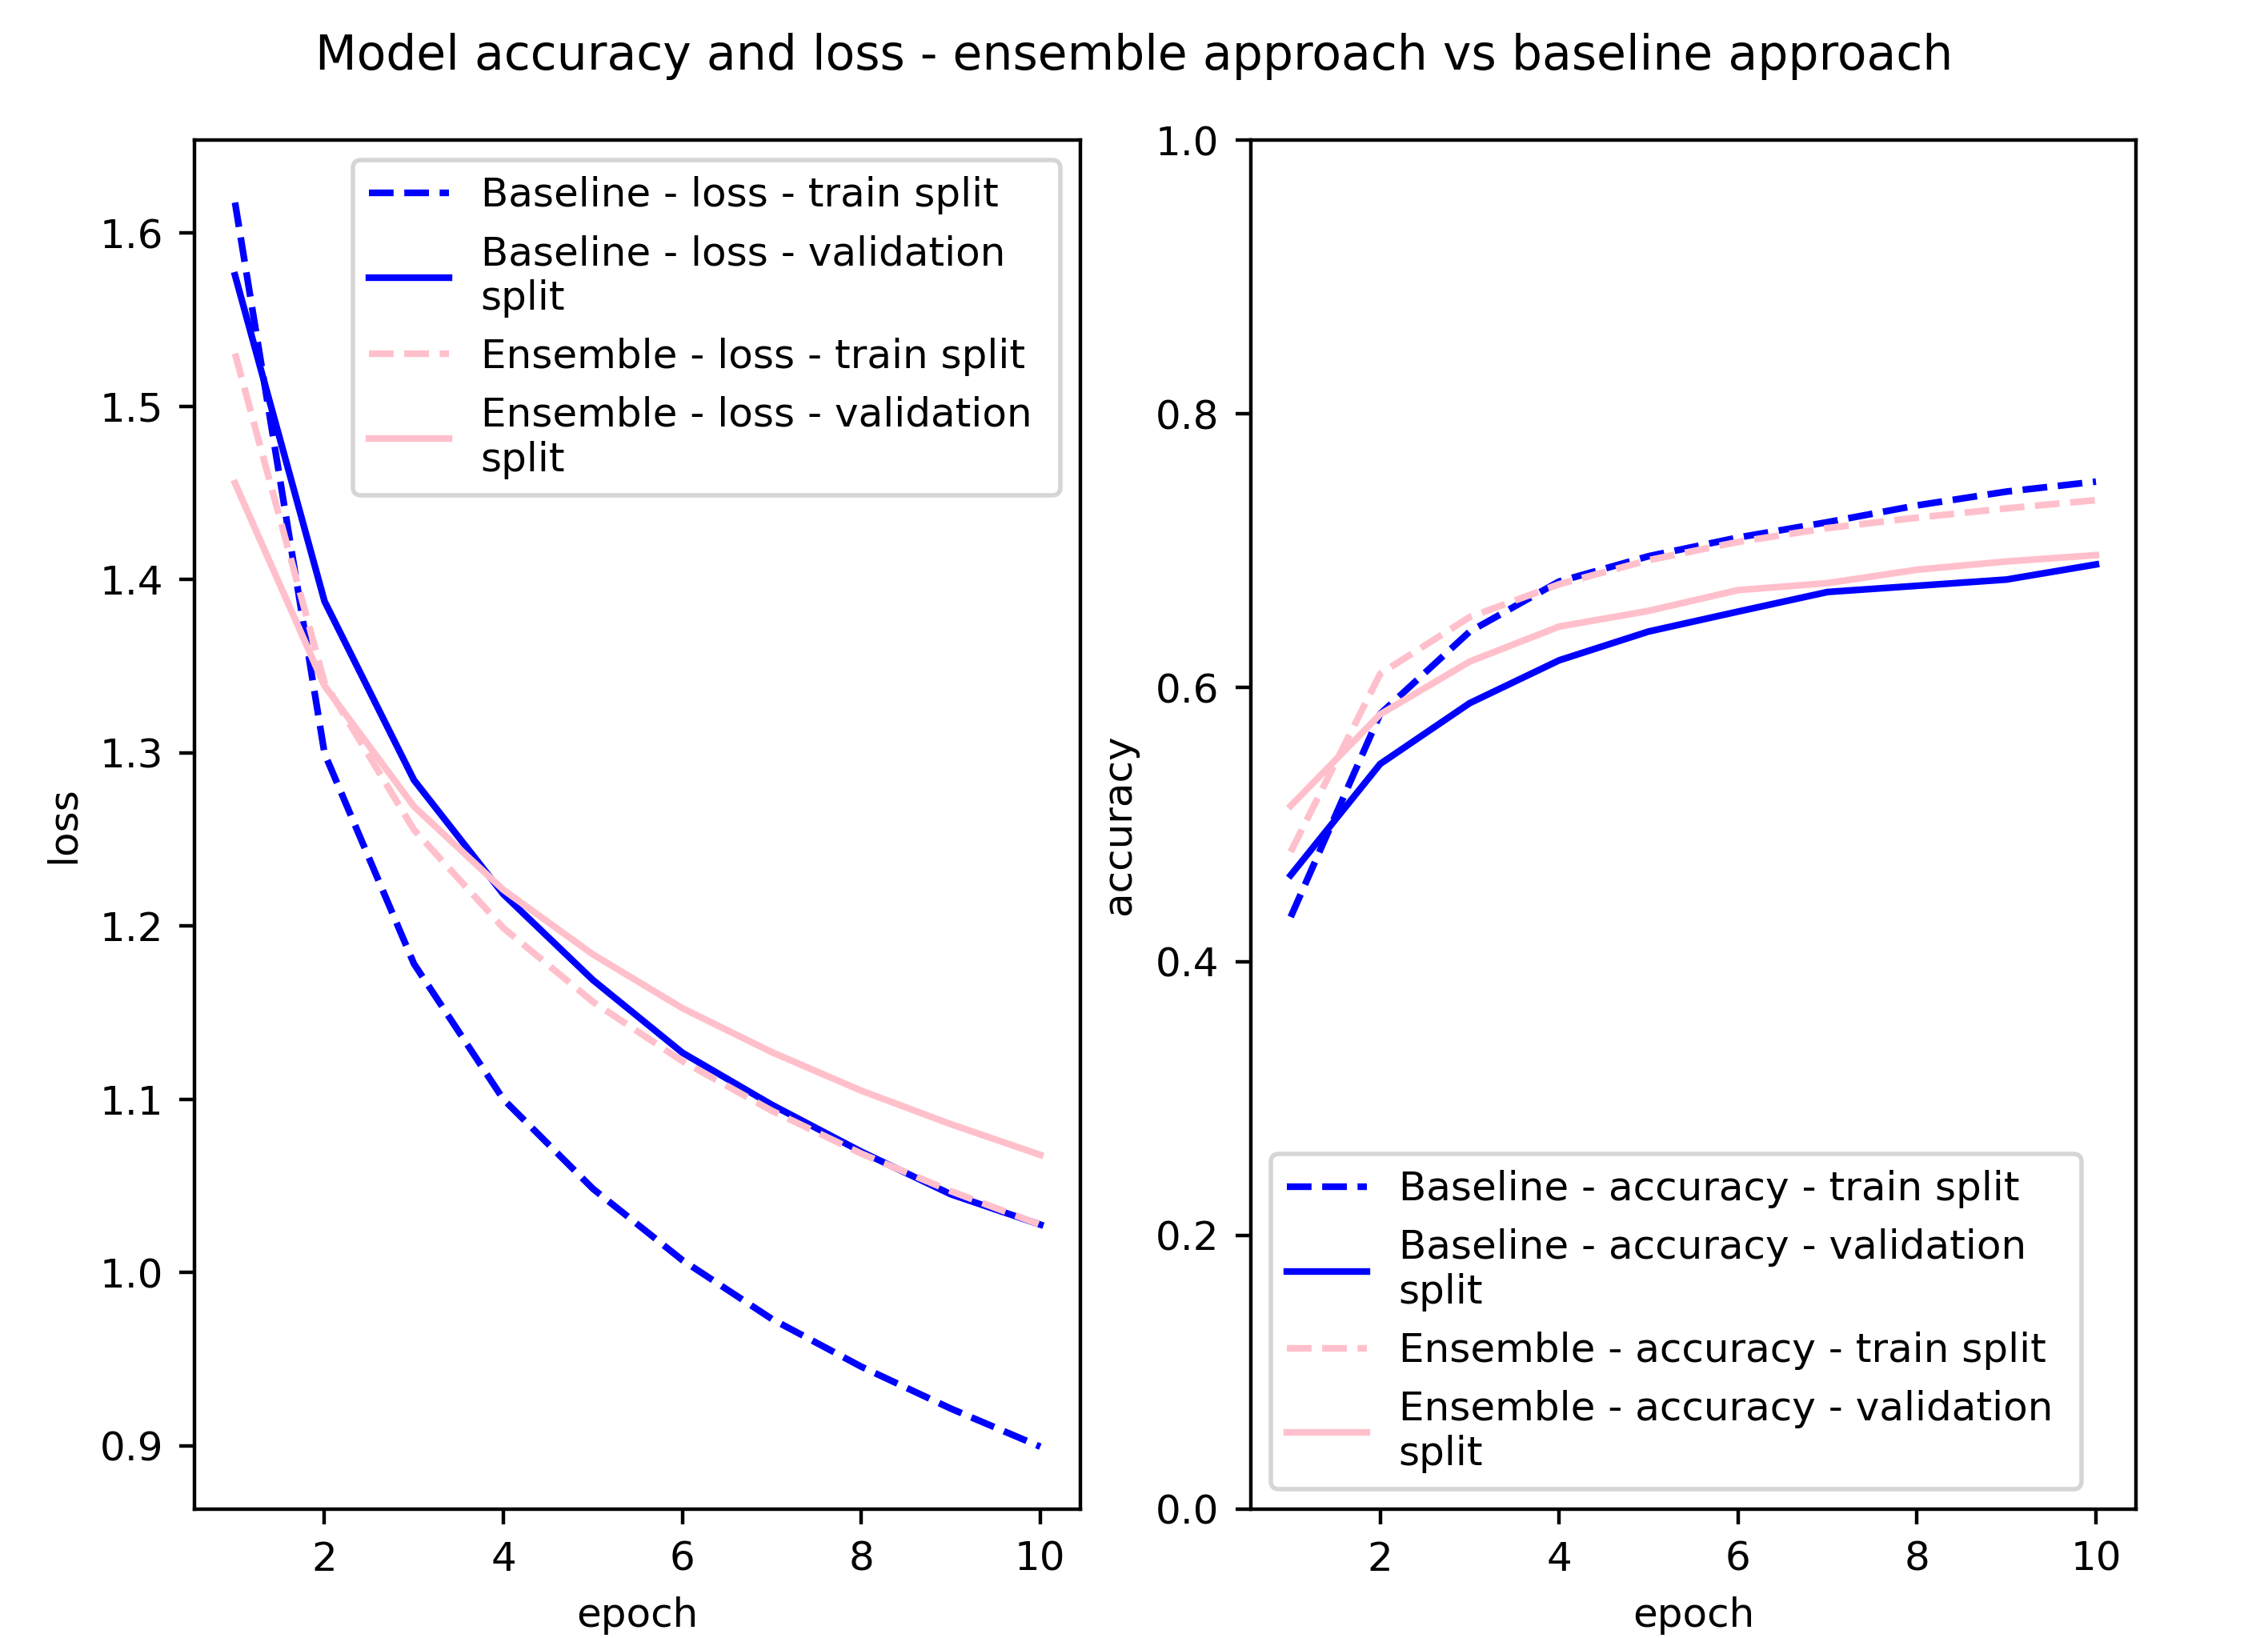 Model accuracy and loss - ensemble approach vs baseline approach
loss
1.6
1.5
1.4
1.3
1.2
1.1
1.0
0.9
Baseline - loss - train split
Baseline - loss - validation
split
Ensemble - loss - train split
Ensemble - loss - validation
split
2 4 6 8 10
epoch
accuracy
1.0
0.8
0.6
0.4
0.2
0.0
Baseline - accuracy - train split
Baseline - accuracy - validation
split
Ensemble - accuracy - train split
Ensemble - accuracy - validation
split
2 4 6 8 10
epoch